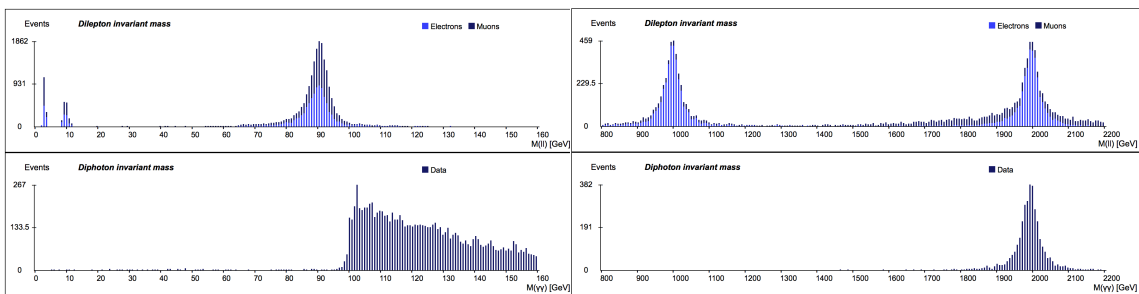 Events Dilepton invariant mass
Electrons Muons
1862
931
0
0 10 20 30 40 50 60 70 80 90 100 110 120 130 140 150 160
M(ll) [GeV]
Events Diphoton invariant mass
Data
267
133.5
0
0 10 20 30 40 50 60 70 80 90 100 110 120 130 140 150 160
M(γγ) [GeV]
Events Dilepton invariant mass
Electrons Muons
459
229.5
0
800 900 1000 1100 1200 1300 1400 1500 1600 1700 1800 1900 2000 2100 2200
M(ll) [GeV]
Events Diphoton invariant mass
Data
382
191
0
800 900 1000 1100 1200 1300 1400 1500 1600 1700 1800 1900 2000 2100 2200
M(γγ) [GeV]